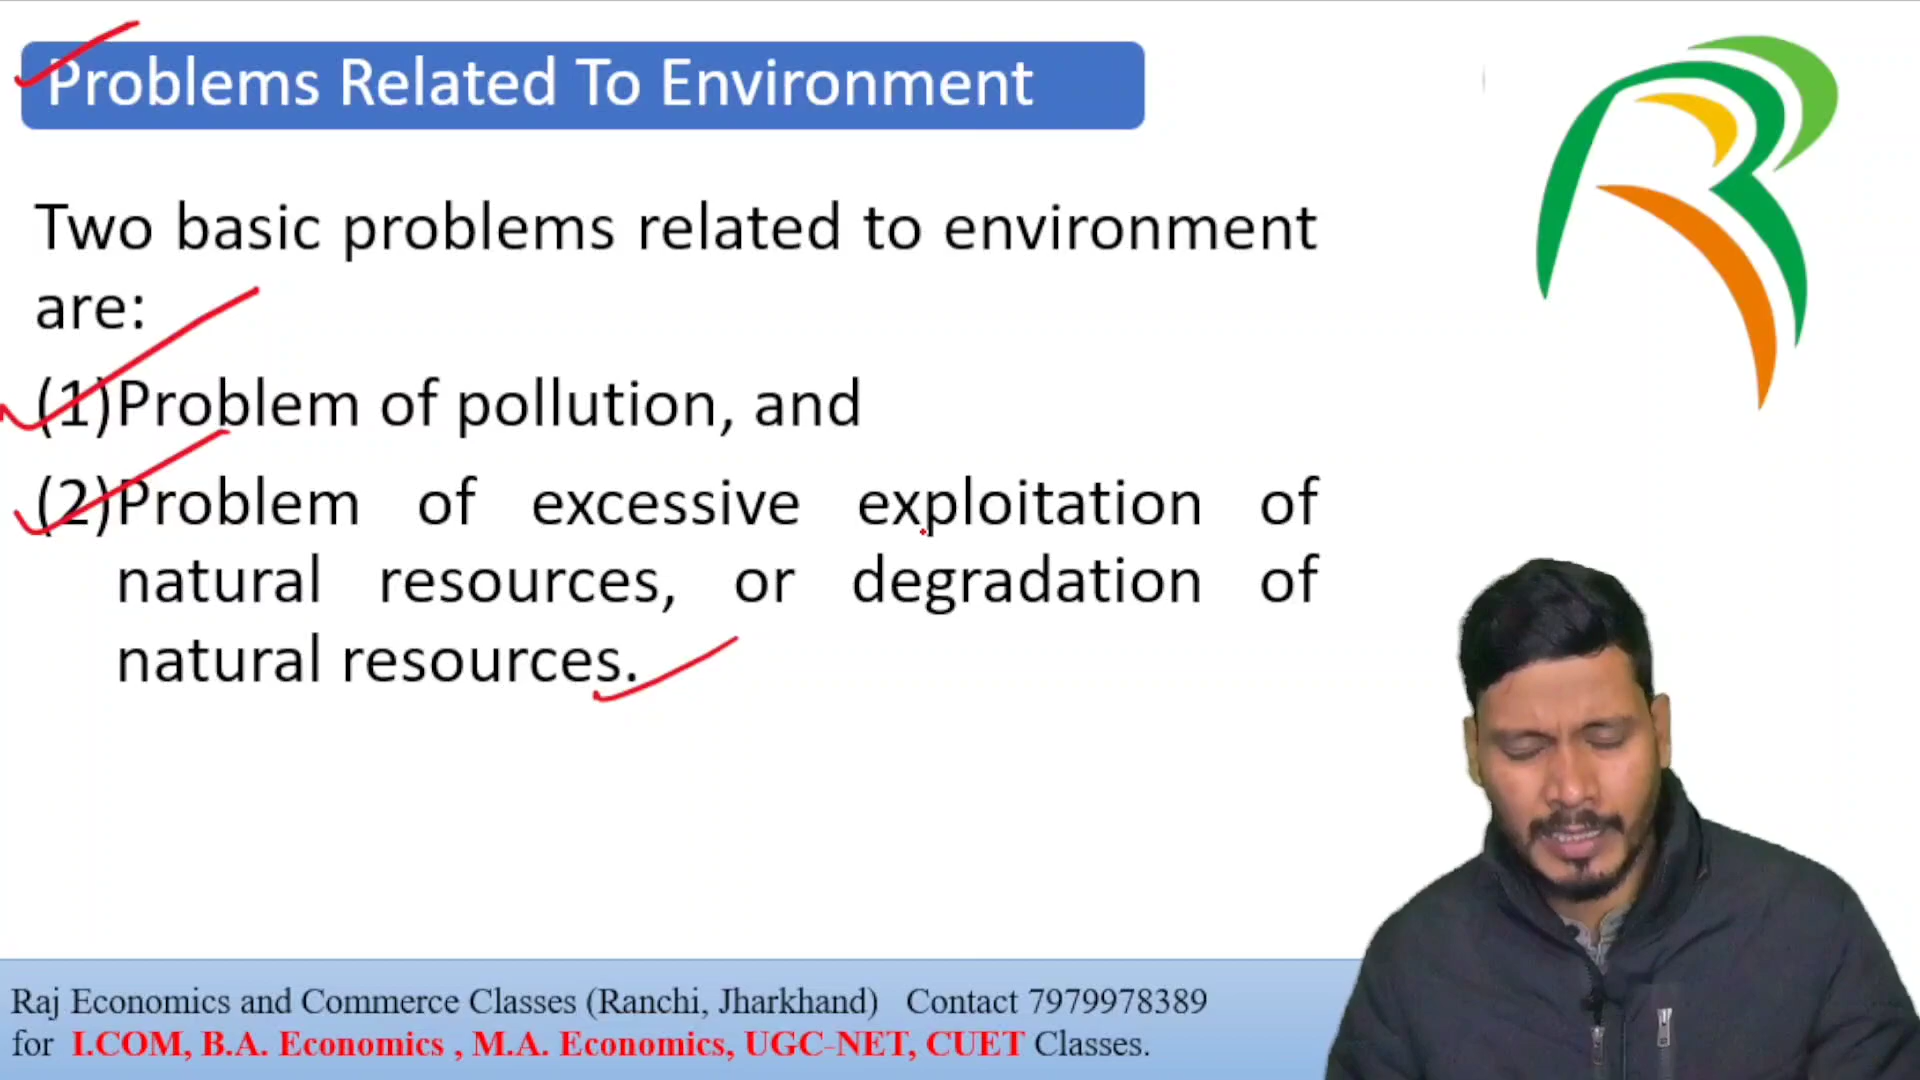 Problems Related To Environment
Two basic problems related to environment
are:
(1)Problem of pollution, and
(2)Problem of excessive exploitation of
natural resources, or degradation of
natural resources.
Raj Economics and Commerce Classes (Ranchi, Jharkhand) Contact 7979978389
for I.COM, B.A. Economics , M.A. Economics, UGC-NET, CUET Classes.